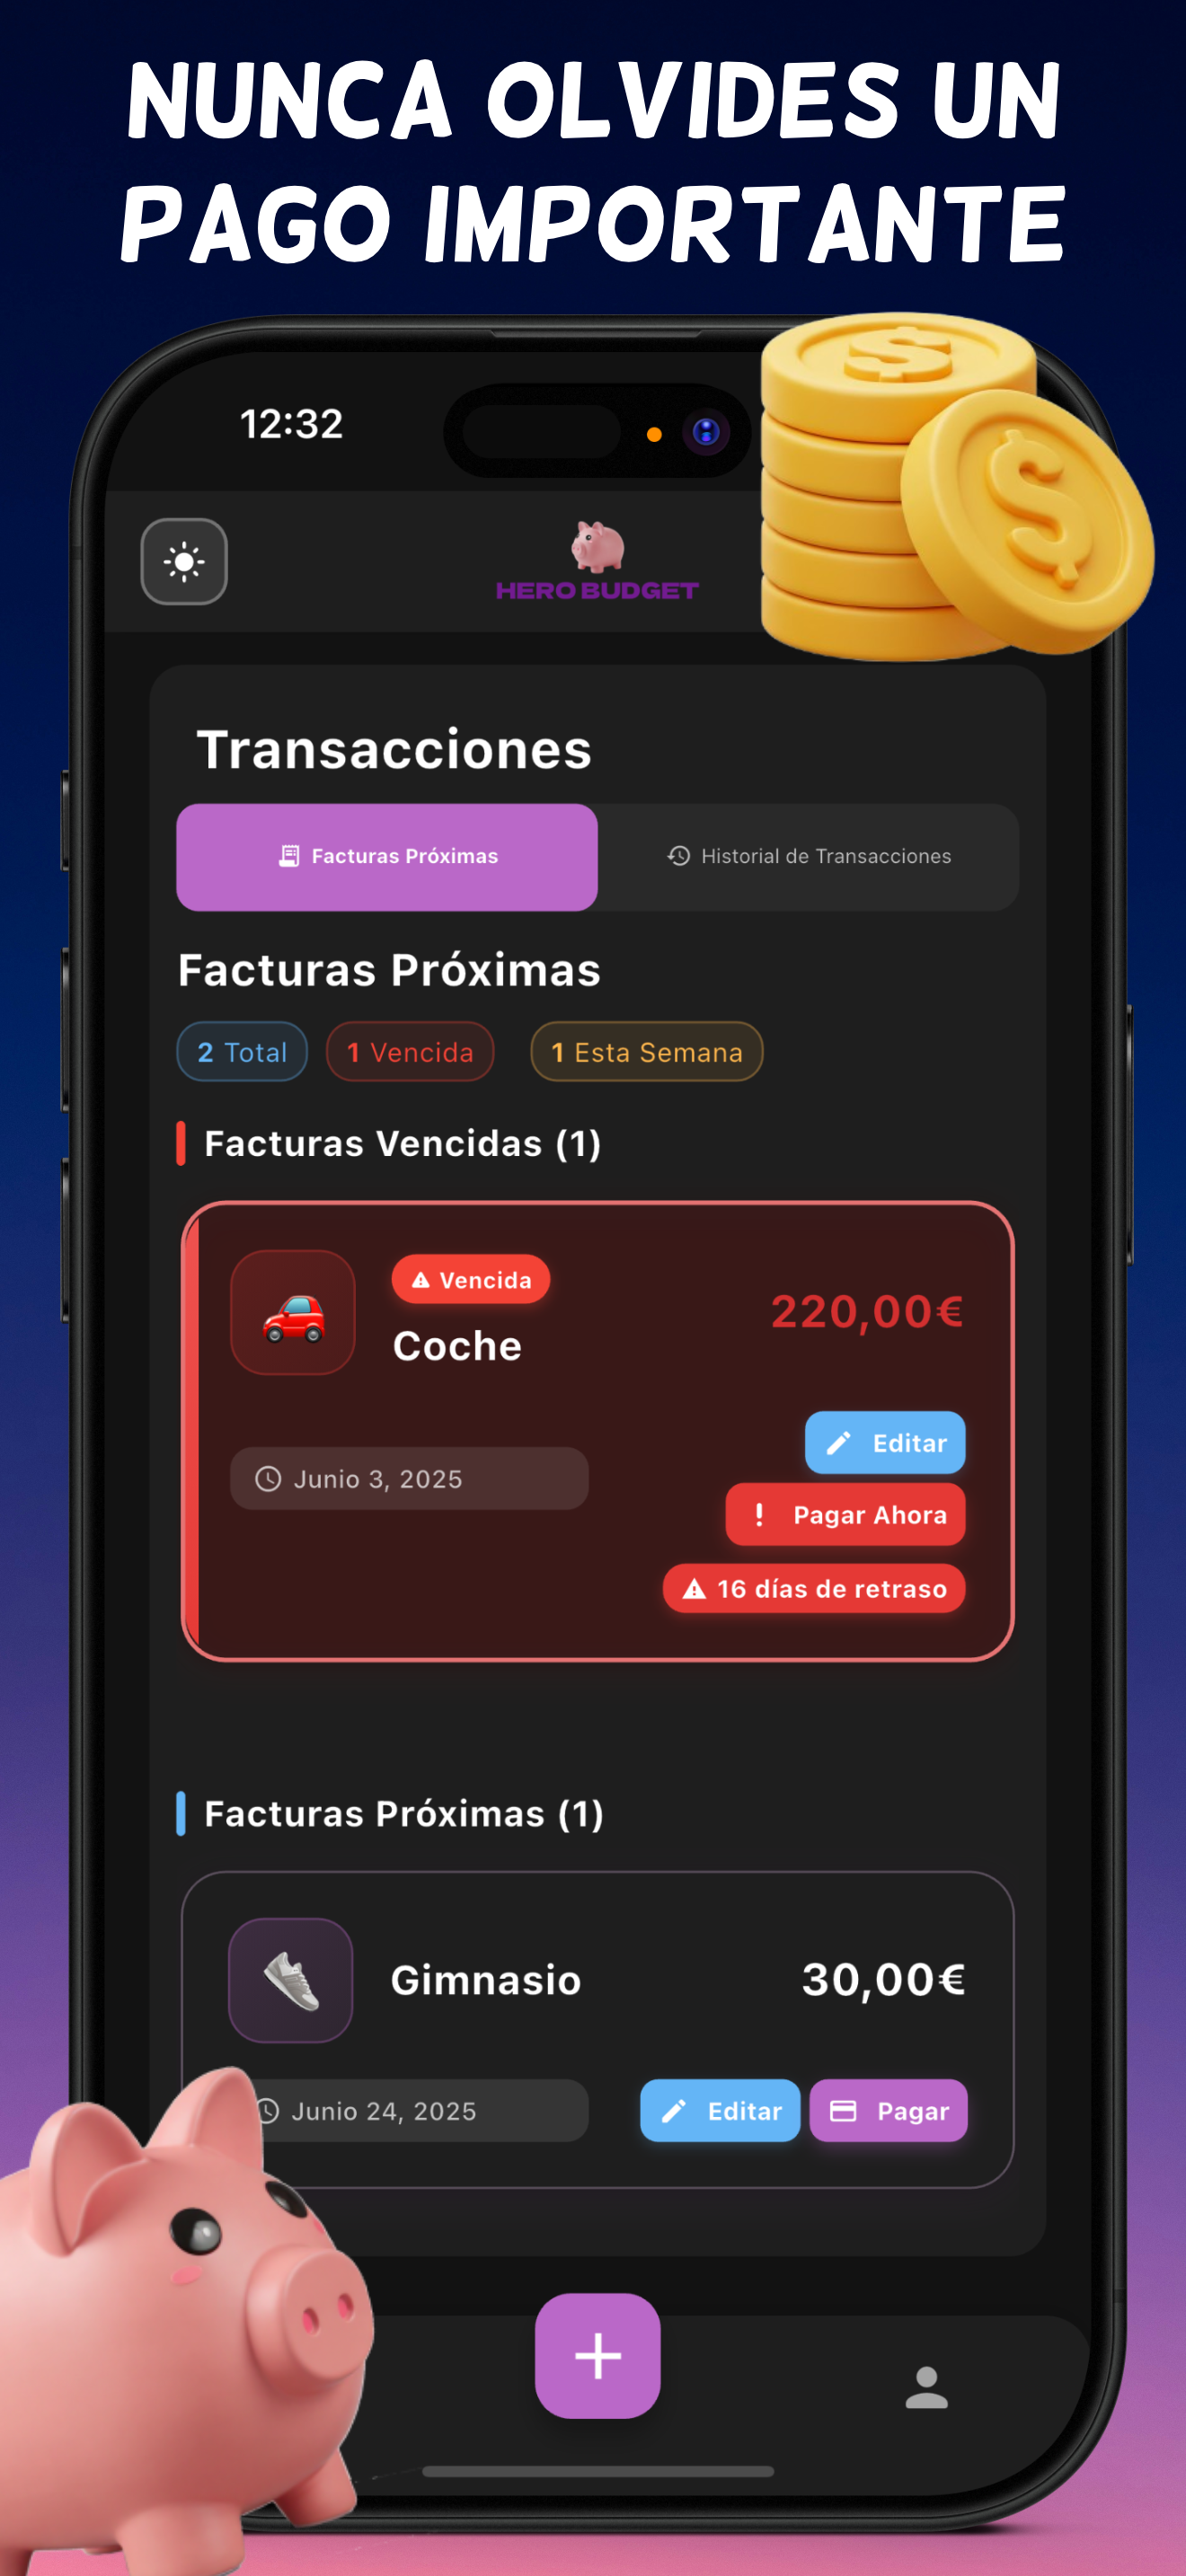 NUNCA OLVIDES UN
PAGO IMPORTANTE
12:32
HERO BUDGET
Transacciones
Facturas Próximas
Historial de Transacciones
Facturas Próximas
2 Total
1 Vencida
1 Esta Semana
Facturas Vencidas (1)
Vencida
Coche
220,00€
Editar
Junio 3, 2025
Pagar Ahora
16 días de retraso
Facturas Próximas (1)
Gimnasio
30,00€
Junio 24, 2025
Editar
Pagar